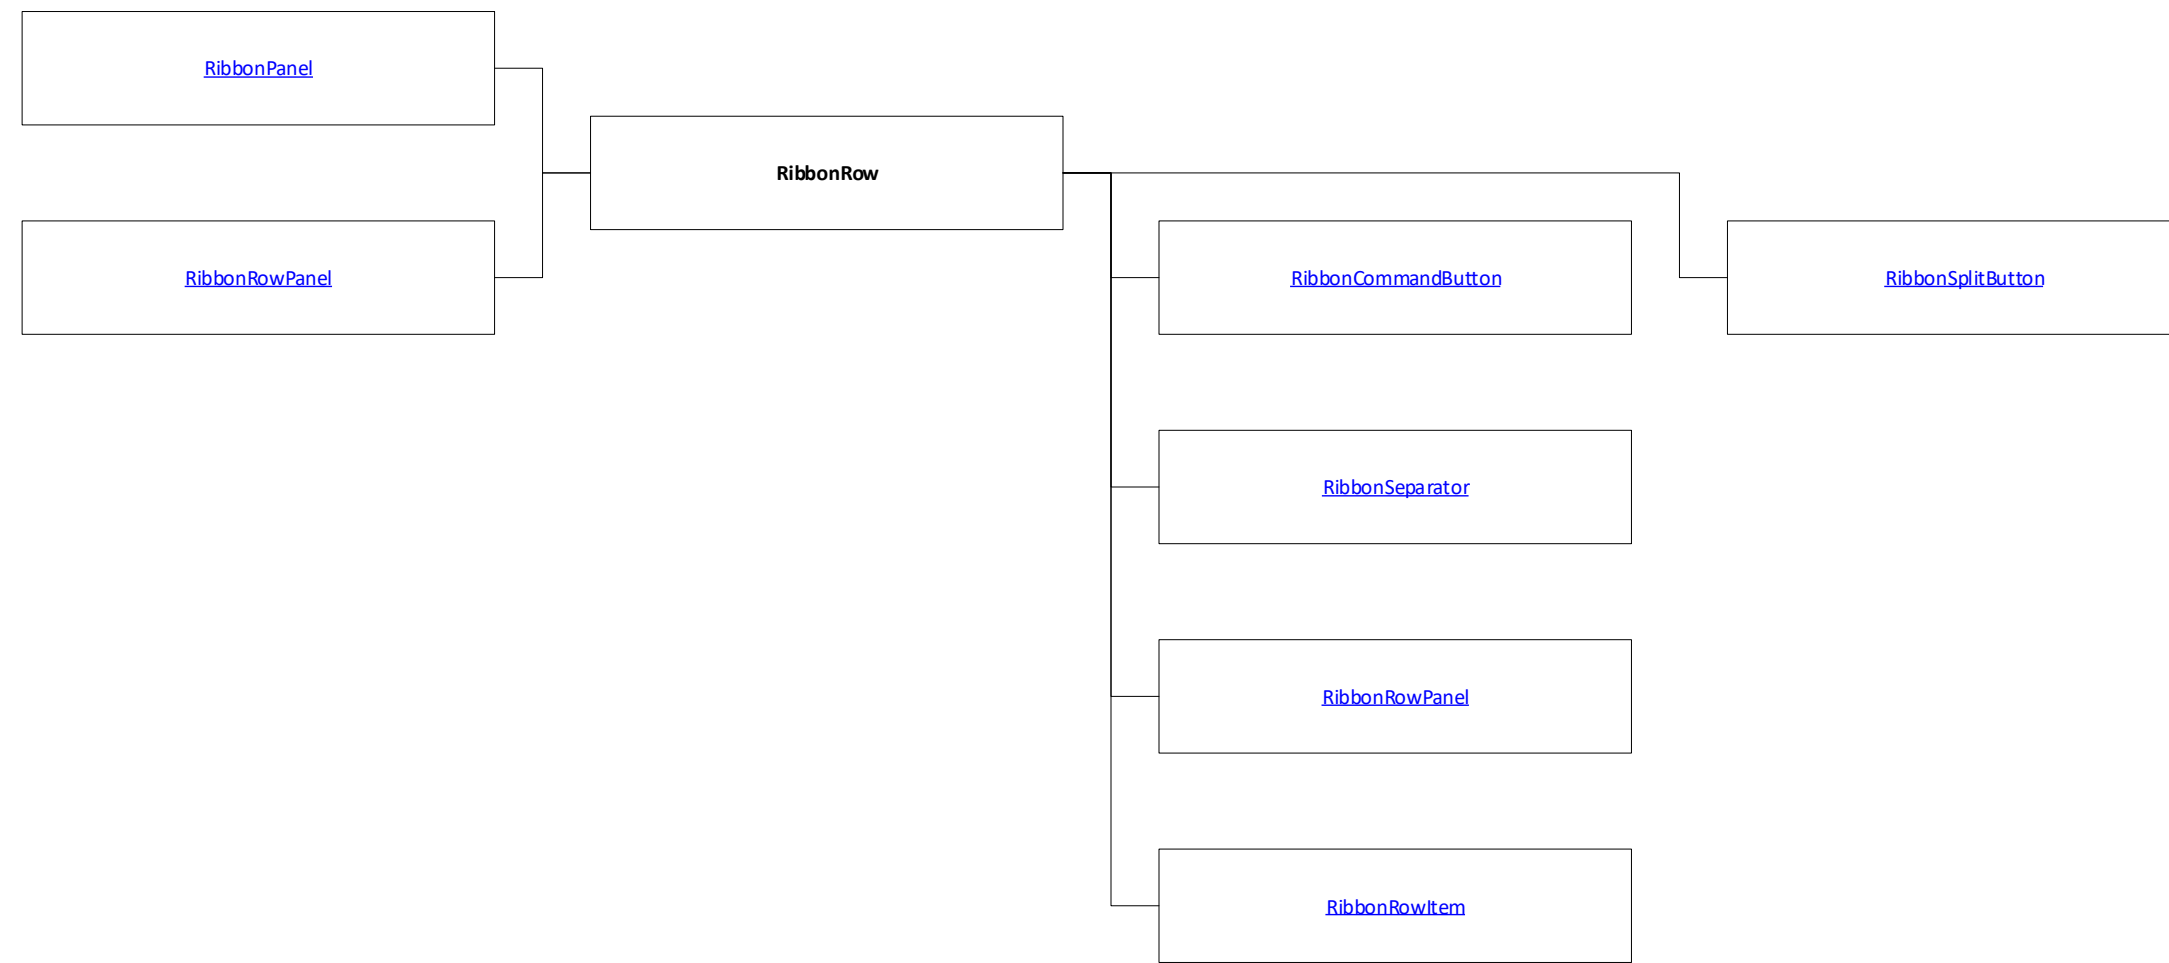 RibbonPanel
RibbonRow
RibbonRowPanel
RibbonCommandButton
RibbonSplitButton
RibbonSeparator
RibbonRowPanel
RibbonRowItem